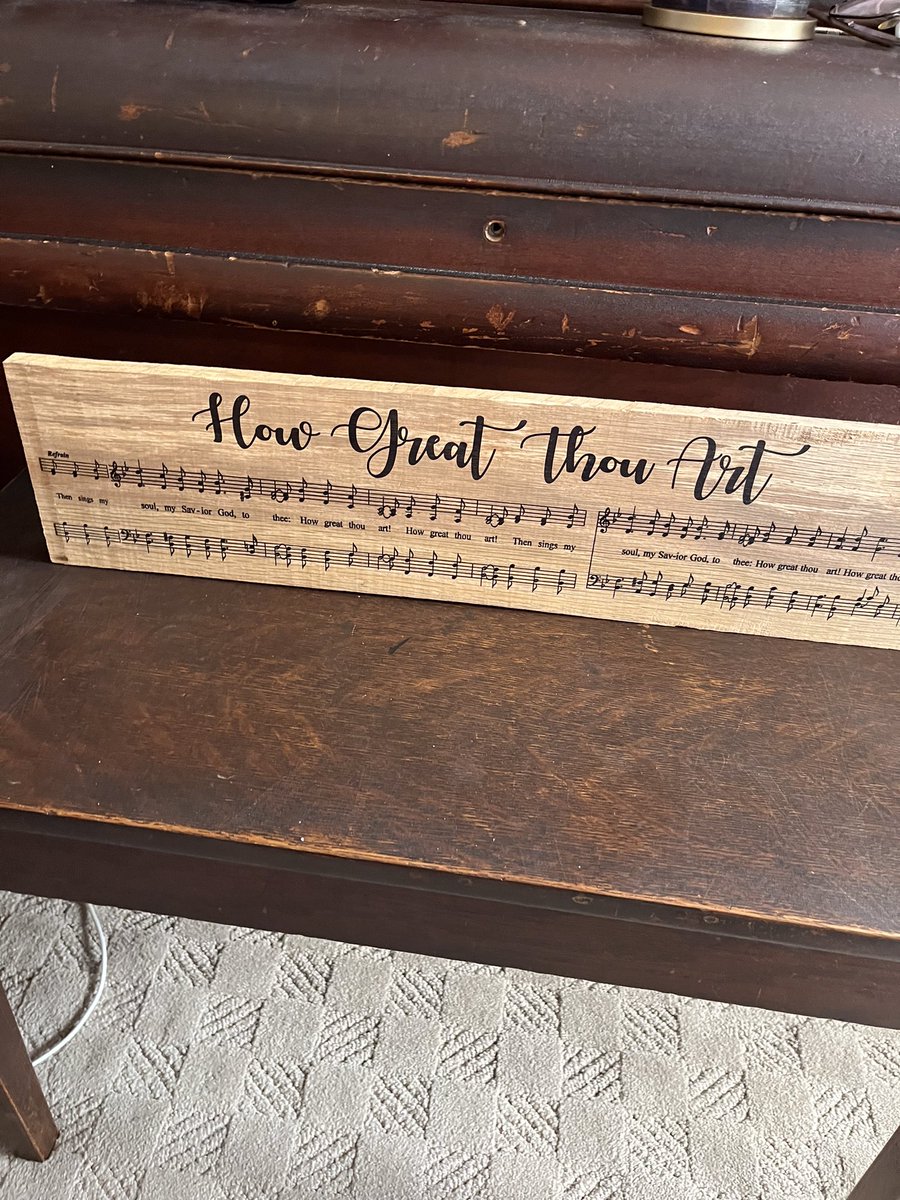 How Great Thou Art
Refrain
Then sings my soul, my Sav-ior God, to thee: How great thou art! How great thou art! Then sings my
soul, my Sav-ior God, to thee: How great thou art! How great